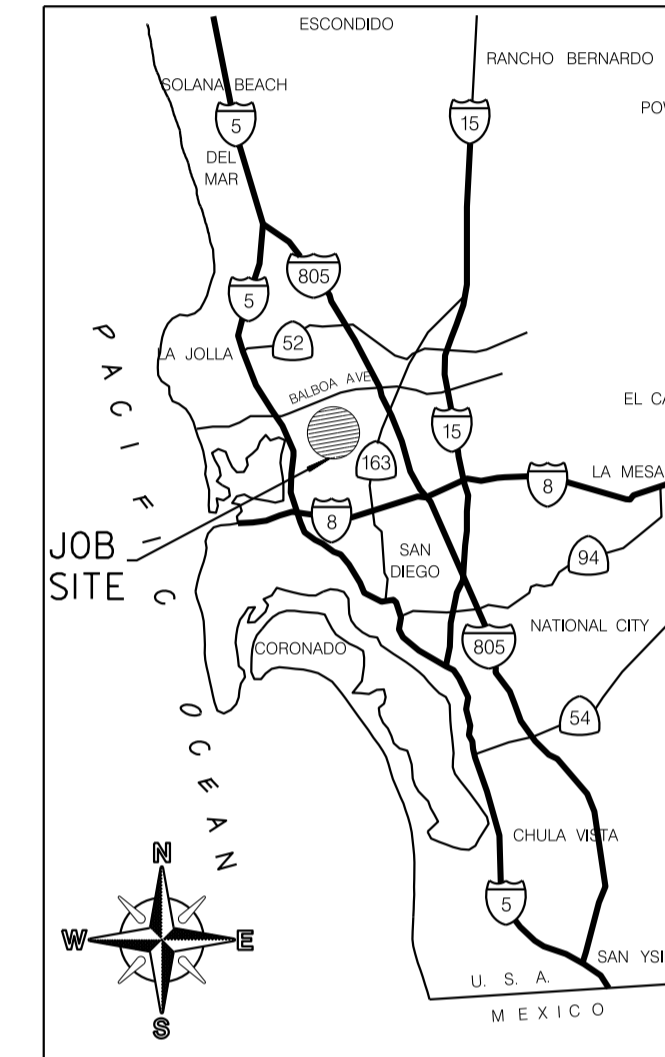 ESCONDIDO
RANCHO BERNARDO
SOLANA BEACH
POW
5
15
DEL
MAR
805
5
52
LA JOLLA
BALBOA AVE
EL CA
15
163
LA MESA
8
8
JOB
SITE
SAN
DIEGO
94
PACIFIC
OCEAN
NATIONAL CITY
CORONADO
805
54
CHULA VISTA
N
W
E
S
5
SAN YSI
U. S. A.
MEXICO